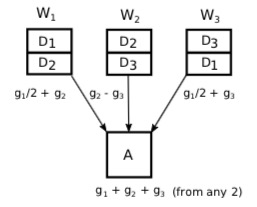 W₁ W₂ W₃
D₁ D₂ D₃
D₂ D₃ D₁
g₁/2 + g₂ g₂ - g₃ g₁/2 + g₃
A
g₁ + g₂ + g₃ (from any 2)